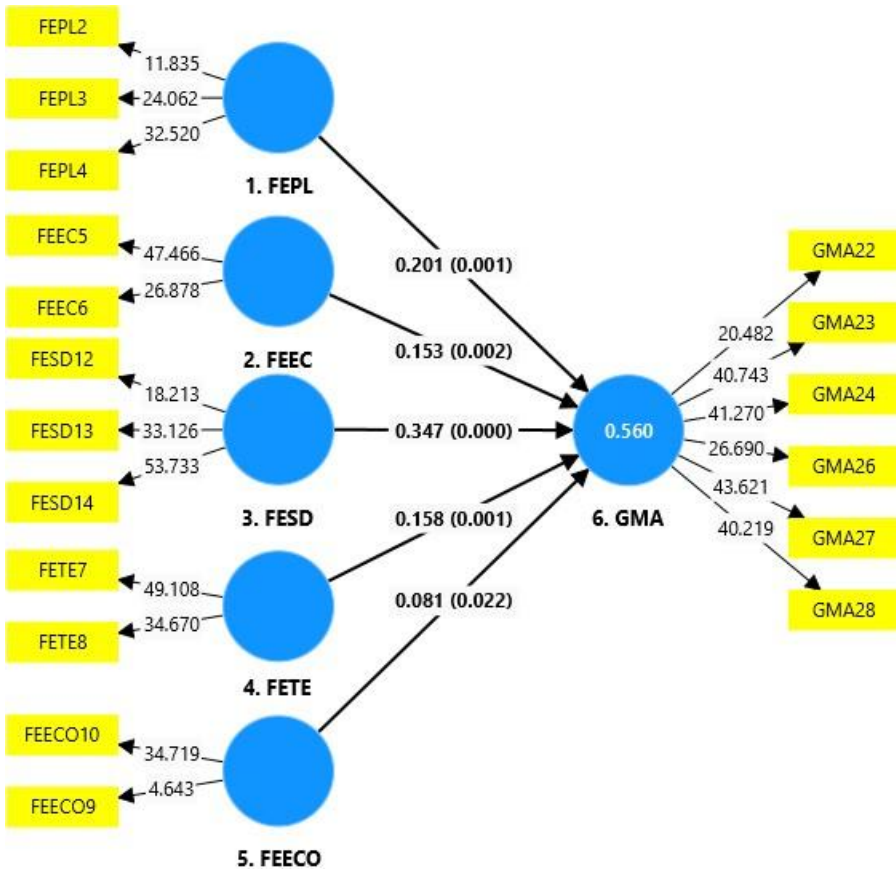 FEPL2
11.835
FEPL3
24.062
32.520
FEPL4
1. FEPL
FEEC5
47.466
26.878
FEEC6
2. FEEC
FESD12
18.213
FESD13
33.126
53.733
FESD14
3. FESD
FETE7
49.108
34.670
FETE8
4. FETE
FEECO10
34.719
4.643
FEECO9
5. FEECO
0.201 (0.001)
0.153 (0.002)
0.347 (0.000)
0.158 (0.001)
0.081 (0.022)
0.560
6. GMA
GMA22
20.482
GMA23
40.743
GMA24
41.270
26.690
GMA26
43.621
GMA27
40.219
GMA28